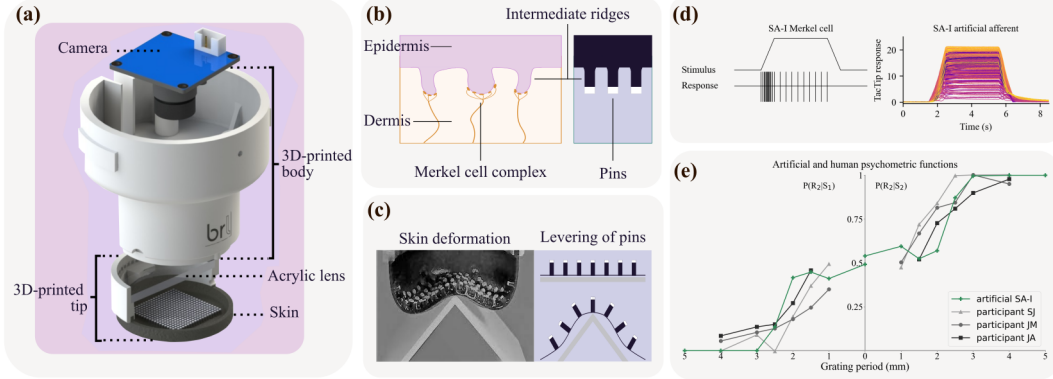 (a)
Camera
3D-printed
body
brl
Acrylic lens
3D-printed
tip
Skin
(b)
Intermediate ridges
Epidermis
Dermis
Merkel cell complex
Pins
(c)
Skin deformation
Levering of pins
(d)
SA-I Merkel cell
Stimulus
Response
SA-I artificial afferent
TacTip response
20
10
0
0
2
4
6
8
Time (s)
(e)
Artificial and human psychometric functions
P(R2|S1)
P(R2|S2)
1
0.75
0.5
0.25
artificial SA-I
participant SJ
participant JM
participant JA
5
4
3
2
1
0
1
2
3
4
5
Grating period (mm)